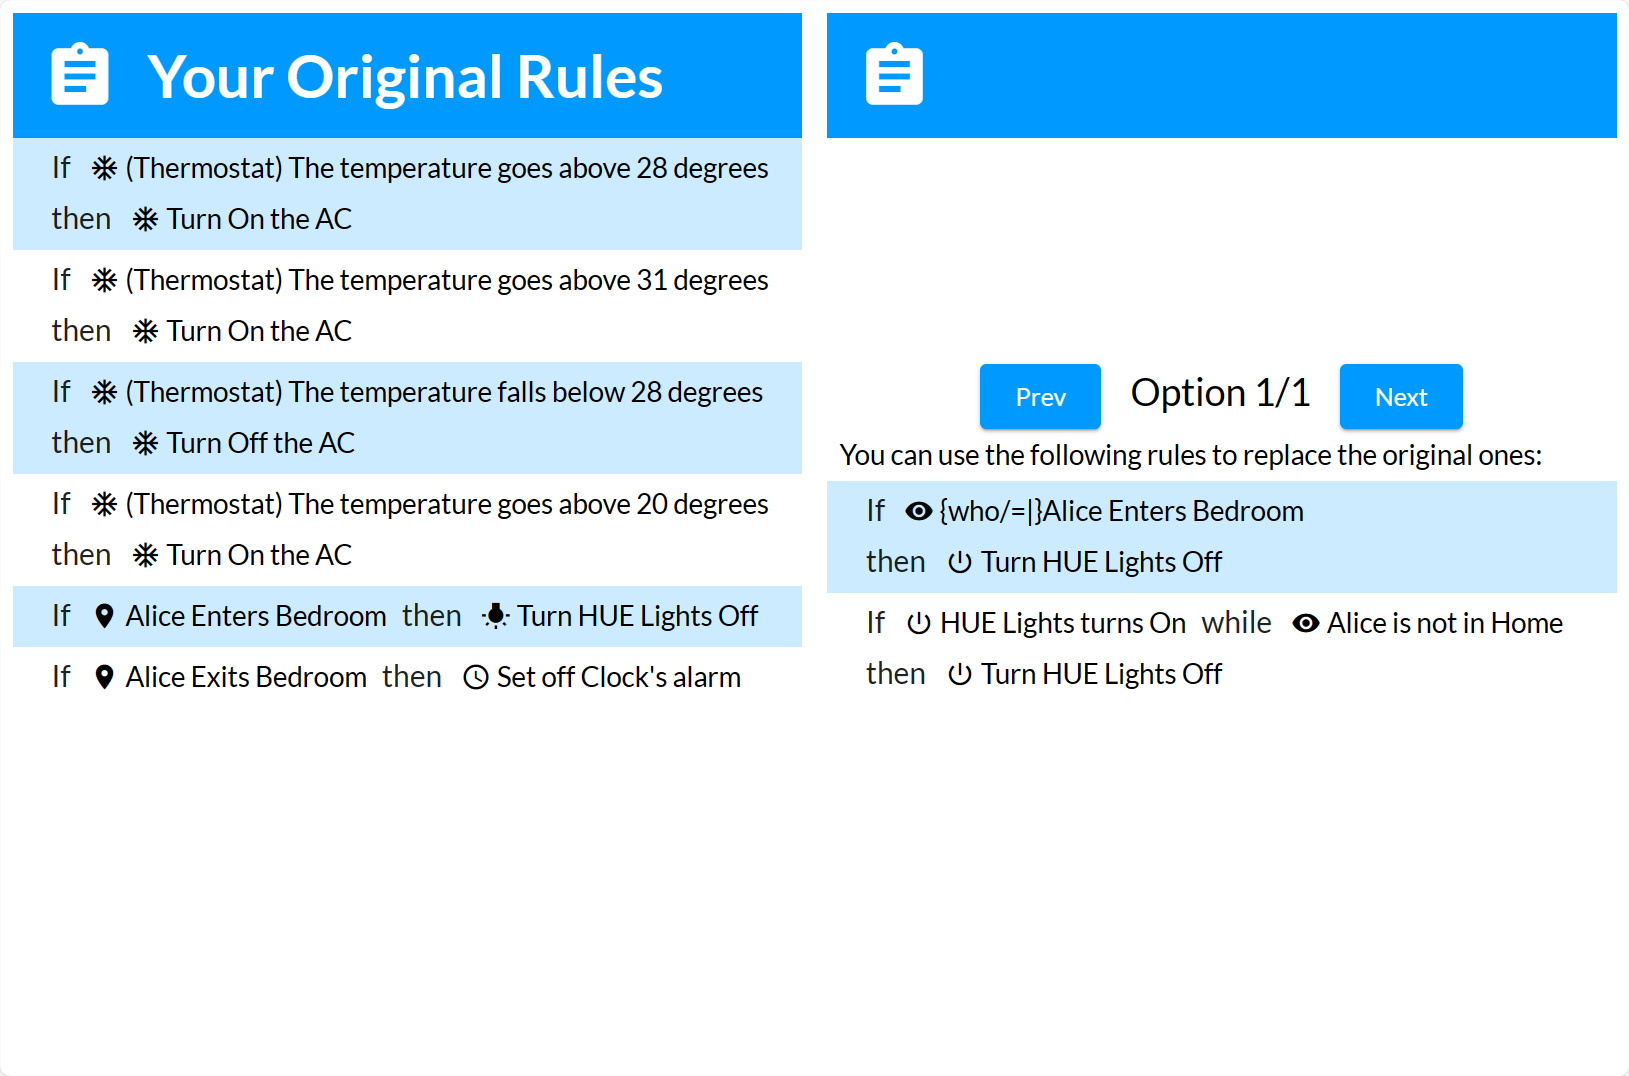 Your Original Rules
If (Thermostat) The temperature goes above 28 degrees
then Turn On the AC
If (Thermostat) The temperature goes above 31 degrees
then Turn On the AC
If (Thermostat) The temperature falls below 28 degrees
then Turn Off the AC
If (Thermostat) The temperature goes above 20 degrees
then Turn On the AC
If Alice Enters Bedroom then Turn HUE Lights Off
If Alice Exits Bedroom then Set off Clock's alarm
Prev Option 1/1 Next
You can use the following rules to replace the original ones:
If {who/=|}Alice Enters Bedroom
then Turn HUE Lights Off
If HUE Lights turns On while Alice is not in Home
then Turn HUE Lights Off